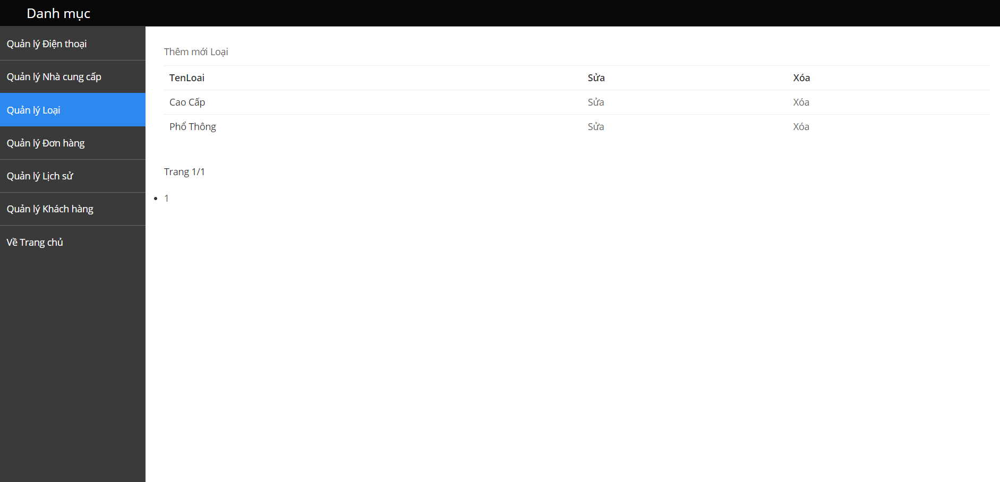 Danh mục
Quản lý Điện thoại
Quản lý Nhà cung cấp
Quản lý Loại
Quản lý Đơn hàng
Quản lý Lịch sử
Quản lý Khách hàng
Về Trang chủ
Thêm mới Loại
TenLoai Sửa Xóa
Cao Cấp Sửa Xóa
Phổ Thông Sửa Xóa
Trang 1/1
1